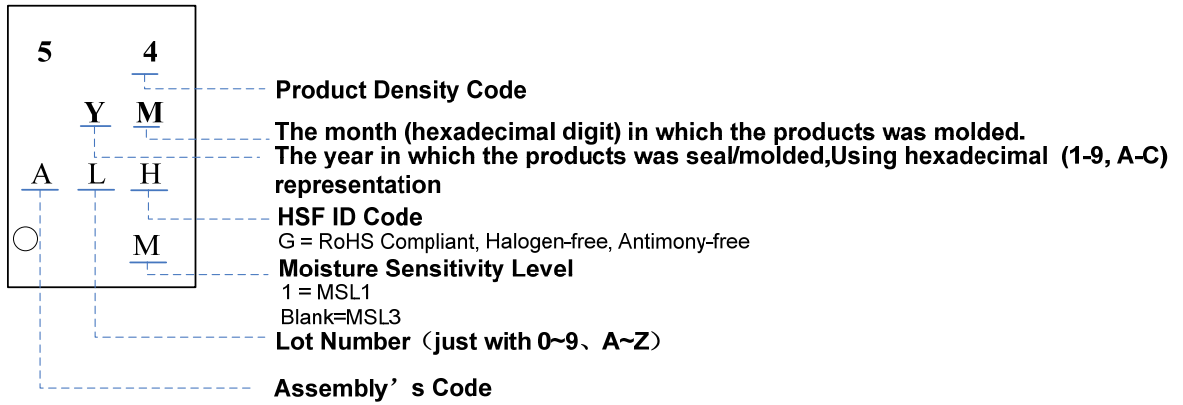 5 4
Product Density Code
Y M
The month (hexadecimal digit) in which the products was molded.
The year in which the products was seal/molded,Using hexadecimal (1-9, A-C)
representation
A L H
HSF ID Code
G = RoHS Compliant, Halogen-free, Antimony-free
M
Moisture Sensitivity Level
1 = MSL1
Blank=MSL3
Lot Number（just with 0~9、A~Z）
Assembly’s Code